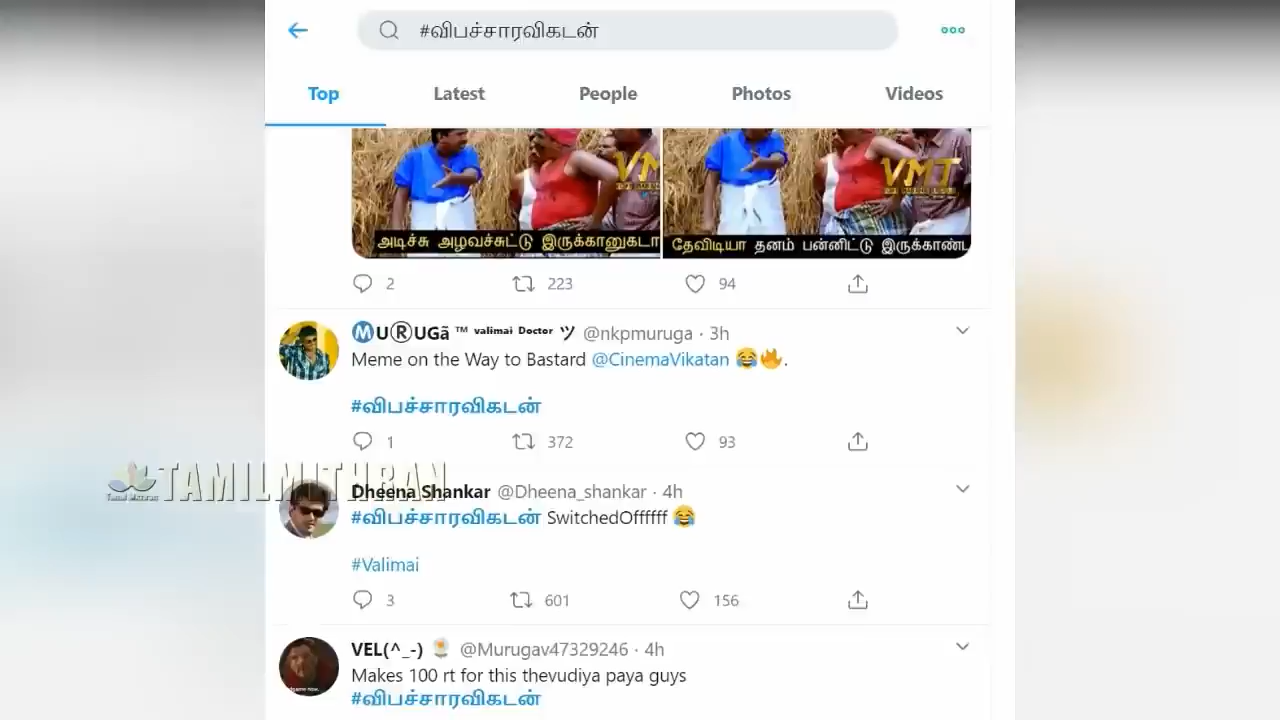 #விபச்சாரவிகடன்
Top Latest People Photos Videos
VMT
அடிச்சு அழவச்சுட்டு இருக்கானுகடா
தேவிடியா தனம் பன்னிட்டு இருக்காண்ட
2 223 94
ⓂUⓇUGã ™ ᵛᵃˡⁱᵐᵃⁱ ᴰᵒᶜᵗᵒʳ ツ @nkpmuruga · 3h
Meme on the Way to Bastard @CinemaVikatan 😂🔥.
#விபச்சாரவிகடன்
1 372 93
TAMILMITHRAN
Dheena Shankar @Dheena_shankar · 4h
#விபச்சாரவிகடன் SwitchedOffffff 😂
#Valimai
3 601 156
VEL(^_-) @Murugav47329246 · 4h
Makes 100 rt for this thevudiya paya guys
#விபச்சாரவிகடன்